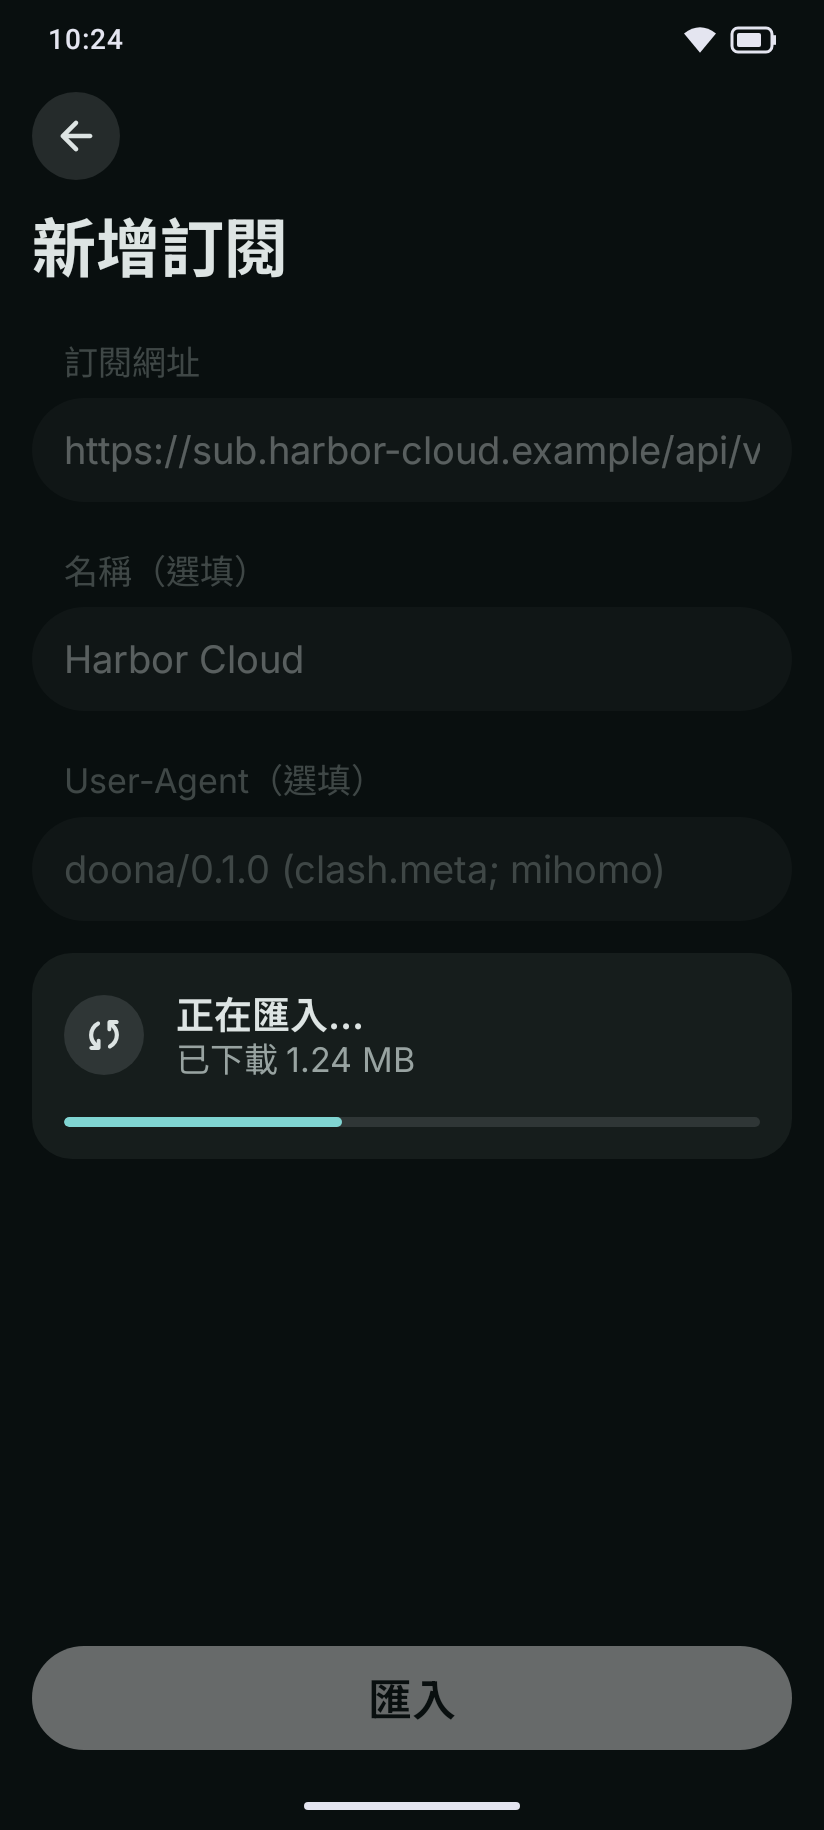 10:24
新增訂閱
訂閱網址
https://sub.harbor-cloud.example/api/v
名稱（選填）
Harbor Cloud
User-Agent（選填）
doona/0.1.0 (clash.meta; mihomo)
正在匯入...
已下載 1.24 MB
匯入